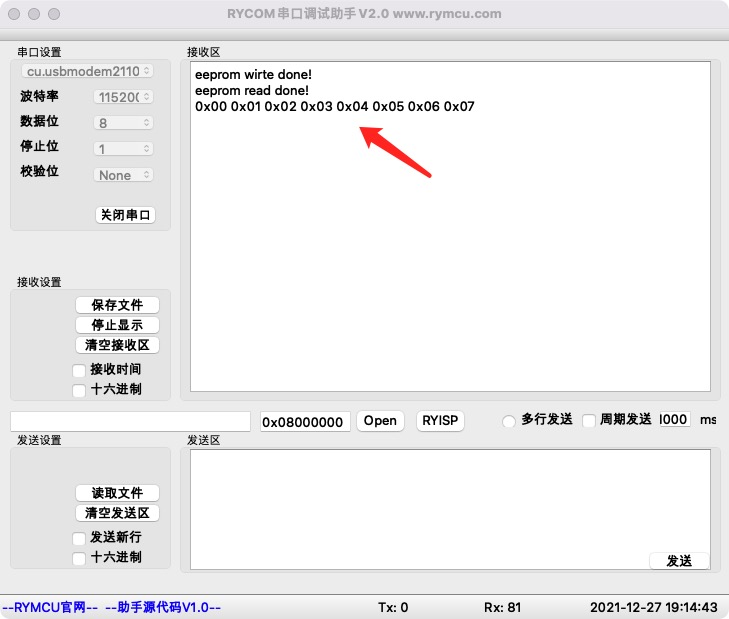 RYCOM串口调试助手V2.0 www.rymcu.com
串口设置
cu.usbmodem2110
波特率 115200
数据位 8
停止位 1
校验位 None
关闭串口
接收区
eeprom wirte done!
eeprom read done!
0x00 0x01 0x02 0x03 0x04 0x05 0x06 0x07
接收设置
保存文件
停止显示
清空接收区
接收时间
十六进制
0x08000000 Open RYISP 多行发送 周期发送 1000 ms
发送设置
读取文件
清空发送区
发送新行
十六进制
发送区
发送
--RYMCU官网-- --助手源代码V1.0-- Tx: 0 Rx: 81 2021-12-27 19:14:43